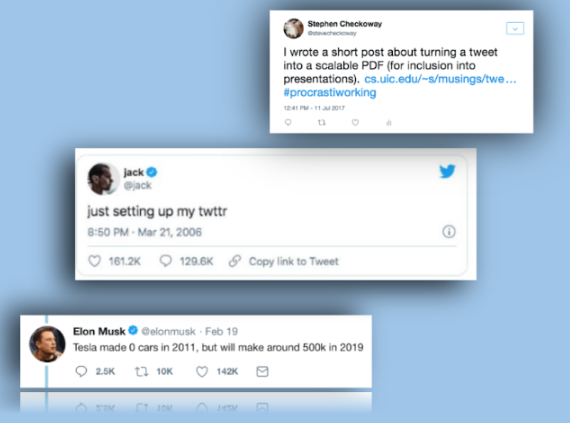 Stephen Checkoway
@stevecheckoway
I wrote a short post about turning a tweet
into a scalable PDF (for inclusion into
presentations). cs.uic.edu/~s/musings/twe...
#procrastiworking
12:41 PM - 11 Jul 2017
jack
@jack
just setting up my twttr
8:50 PM · Mar 21, 2006
161.2K 129.6K Copy link to Tweet
Elon Musk @elonmusk · Feb 19
Tesla made 0 cars in 2011, but will make around 500k in 2019
2.5K 10K 142K